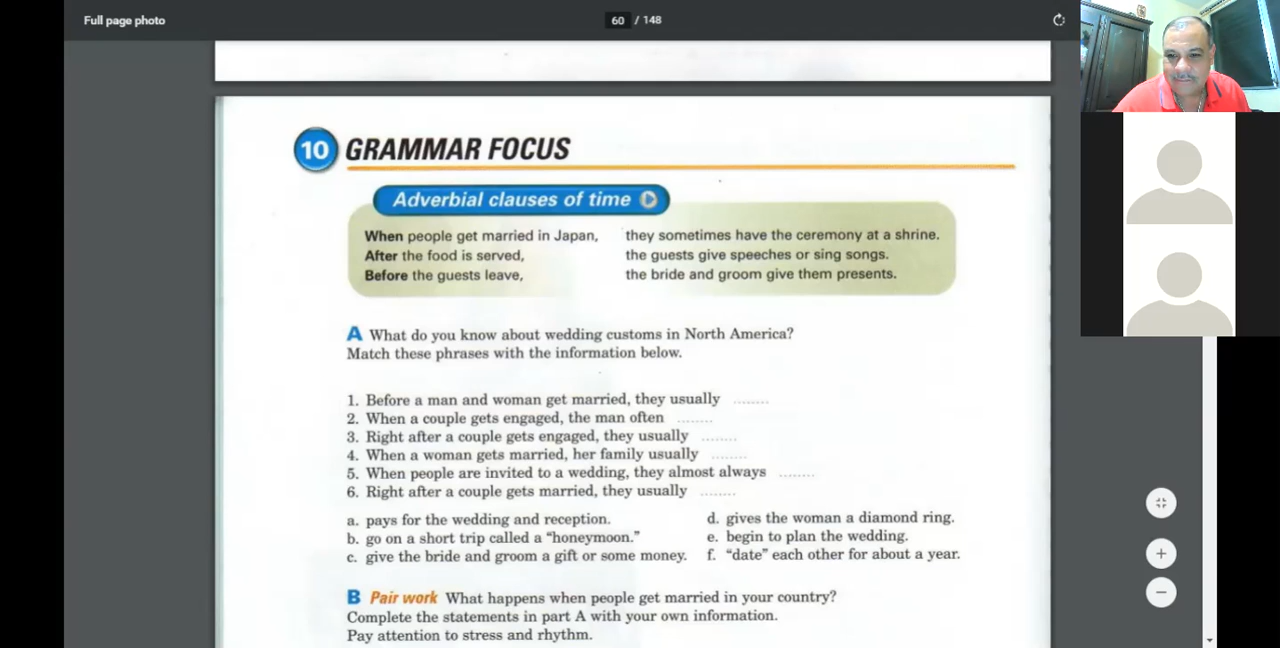 Full page photo
60 / 148
10 GRAMMAR FOCUS
Adverbial clauses of time
When people get married in Japan, they sometimes have the ceremony at a shrine.
After the food is served, the guests give speeches or sing songs.
Before the guests leave, the bride and groom give them presents.
A What do you know about wedding customs in North America?
Match these phrases with the information below.
1. Before a man and woman get married, they usually ........
2. When a couple gets engaged, the man often ........
3. Right after a couple gets engaged, they usually ........
4. When a woman gets married, her family usually ........
5. When people are invited to a wedding, they almost always ........
6. Right after a couple gets married, they usually ........
a. pays for the wedding and reception.
b. go on a short trip called a “honeymoon.”
c. give the bride and groom a gift or some money.
d. gives the woman a diamond ring.
e. begin to plan the wedding.
f. “date” each other for about a year.
B Pair work What happens when people get married in your country?
Complete the statements in part A with your own information.
Pay attention to stress and rhythm.